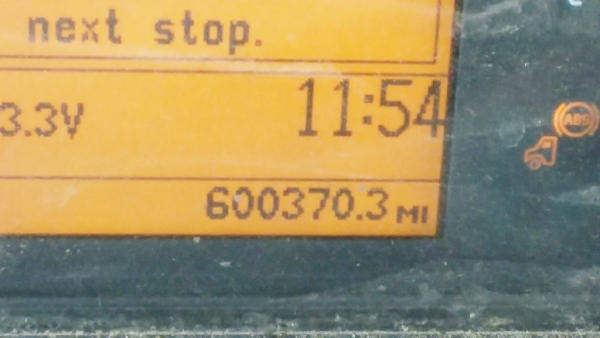 next stop.
3.3V 11:54
600370.3 MI
ABS